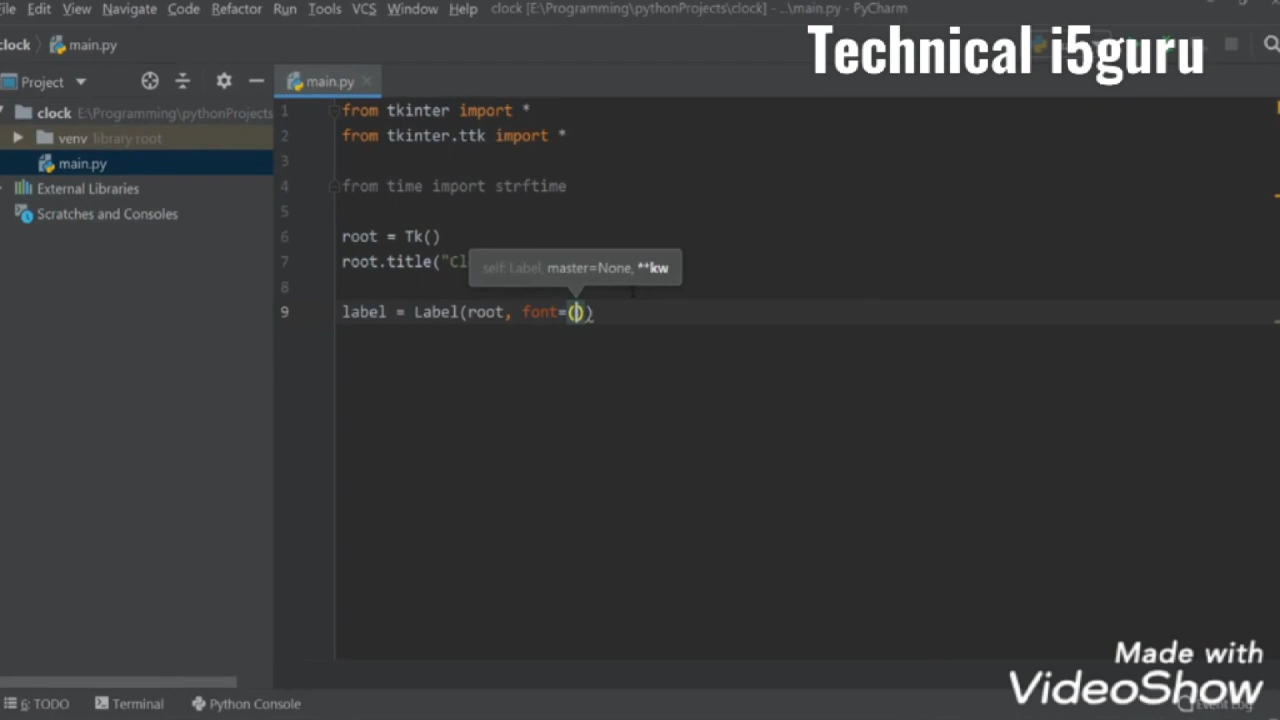 File Edit View Navigate Code Refactor Run Tools VCS Window Help clock [E:\Programming\pythonProjects\clock] - ...\main.py - PyCharm
Technical i5guru
clock main.py
Project
main.py
clock E:\Programming\pythonProjects
venv library root
main.py
External Libraries
Scratches and Consoles
1 from tkinter import *
2 from tkinter.ttk import *
3
4 from time import strftime
5
6 root = Tk()
7 root.title("Cl
self: Label, master=None, **kw
8
9 label = Label(root, font=())
Made with
VideoShow
6: TODO Terminal Python Console Event Log